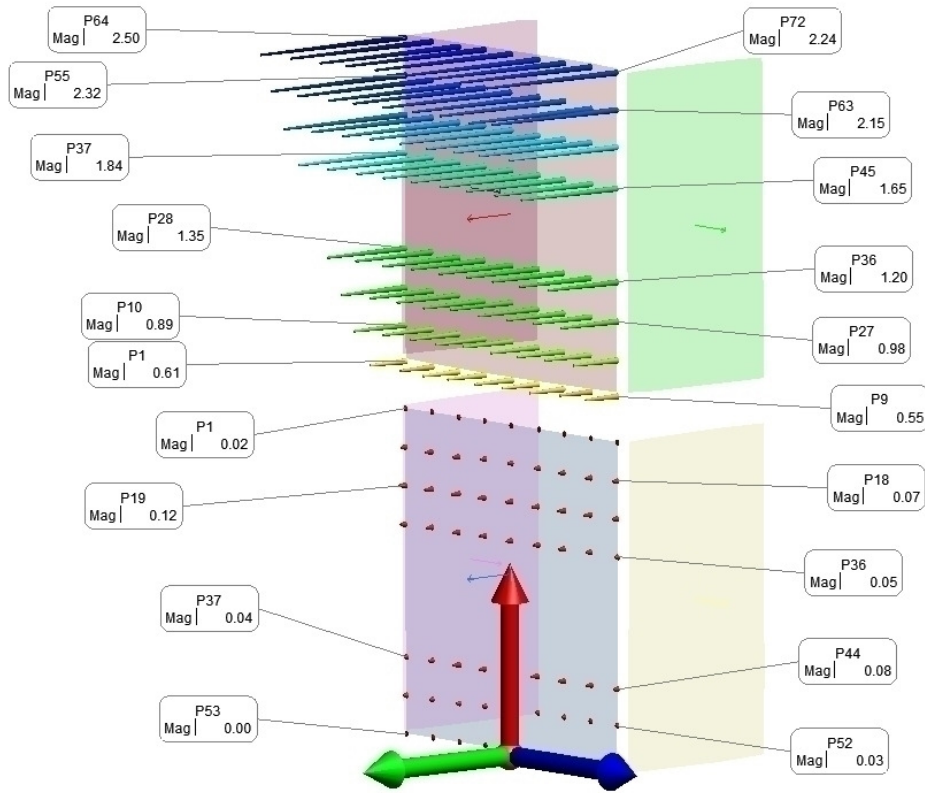 P64
Mag 2.50
P72
Mag 2.24
P55
Mag 2.32
P63
Mag 2.15
P37
Mag 1.84
P45
Mag 1.65
P28
Mag 1.35
P36
Mag 1.20
P10
Mag 0.89
P27
Mag 0.98
P1
Mag 0.61
P9
Mag 0.55
P1
Mag 0.02
P18
Mag 0.07
P19
Mag 0.12
P36
Mag 0.05
P37
Mag 0.04
P44
Mag 0.08
P53
Mag 0.00
P52
Mag 0.03